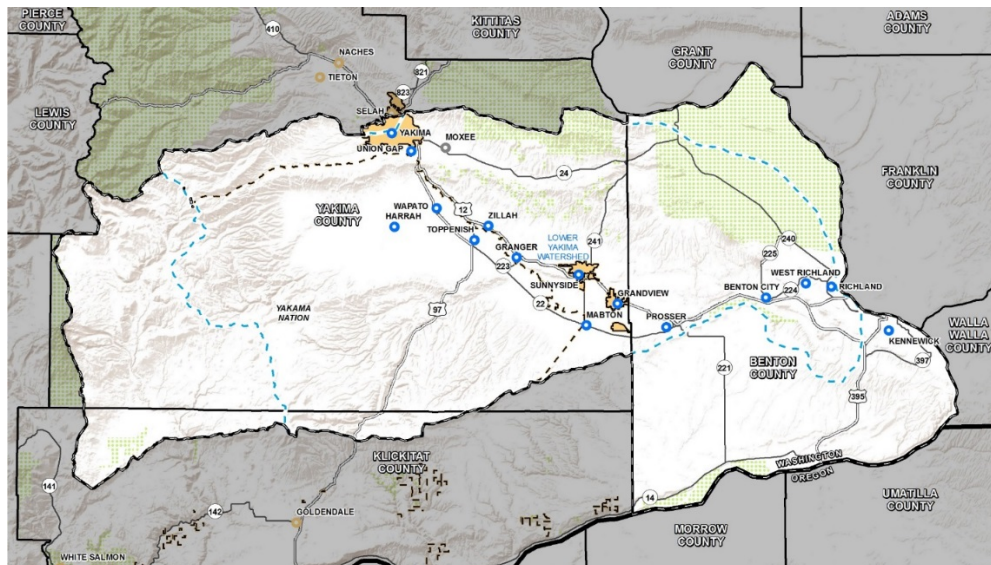 PIERCE
COUNTY
KITTITAS
COUNTY
ADAMS
COUNTY
410
NACHES
821
GRANT
COUNTY
TIETON
823
LEWIS
COUNTY
SELAH
YAKIMA
MOXEE
UNION GAP
24
FRANKLIN
COUNTY
YAKIMA
COUNTY
WAPATO
HARRAH
12
ZILLAH
TOPPENISH
LOWER
YAKIMA
WATERSHED
241
240
225
GRANGER
223
WEST RICHLAND
SUNNYSIDE
BENTON CITY
224
RICHLAND
GRANDVIEW
97
22
YAKAMA
NATION
MABTON
PROSSER
WALLA
WALLA
COUNTY
KENNEWICK
397
BENTON
COUNTY
221
395
KLICKITAT
COUNTY
WASHINGTON
OREGON
141
14
UMATILLA
COUNTY
142
GOLDENDALE
MORROW
COUNTY
WHITE SALMON